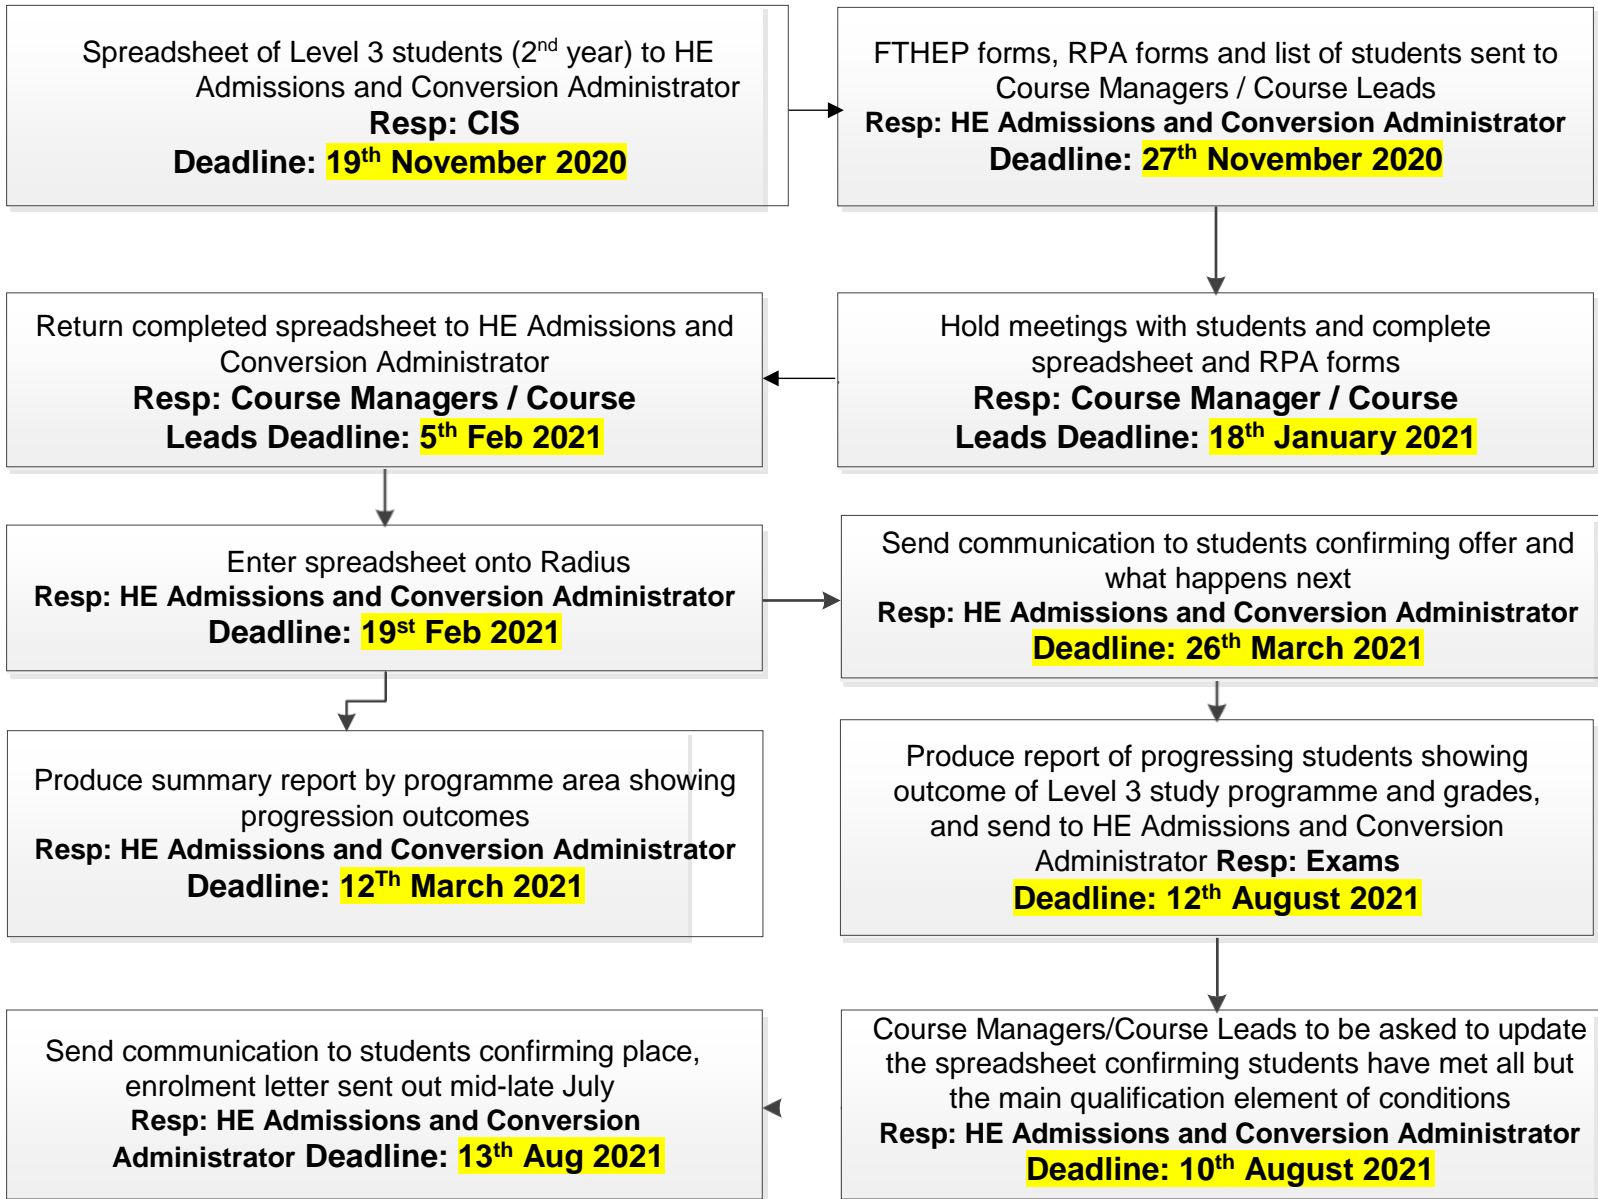 Spreadsheet of Level 3 students (2nd year) to HE
Admissions and Conversion Administrator
Resp: CIS
Deadline: 19th November 2020
FTHEP forms, RPA forms and list of students sent to
Course Managers / Course Leads
Resp: HE Admissions and Conversion Administrator
Deadline: 27th November 2020
Return completed spreadsheet to HE Admissions and
Conversion Administrator
Resp: Course Managers / Course
Leads Deadline: 5th Feb 2021
Hold meetings with students and complete
spreadsheet and RPA forms
Resp: Course Manager / Course
Leads Deadline: 18th January 2021
Enter spreadsheet onto Radius
Resp: HE Admissions and Conversion Administrator
Deadline: 19st Feb 2021
Send communication to students confirming offer and
what happens next
Resp: HE Admissions and Conversion Administrator
Deadline: 26th March 2021
Produce summary report by programme area showing
progression outcomes
Resp: HE Admissions and Conversion Administrator
Deadline: 12Th March 2021
Produce report of progressing students showing
outcome of Level 3 study programme and grades,
and send to HE Admissions and Conversion
Administrator Resp: Exams
Deadline: 12th August 2021
Send communication to students confirming place,
enrolment letter sent out mid-late July
Resp: HE Admissions and Conversion
Administrator Deadline: 13th Aug 2021
Course Managers/Course Leads to be asked to update
the spreadsheet confirming students have met all but
the main qualification element of conditions
Resp: HE Admissions and Conversion Administrator
Deadline: 10th August 2021